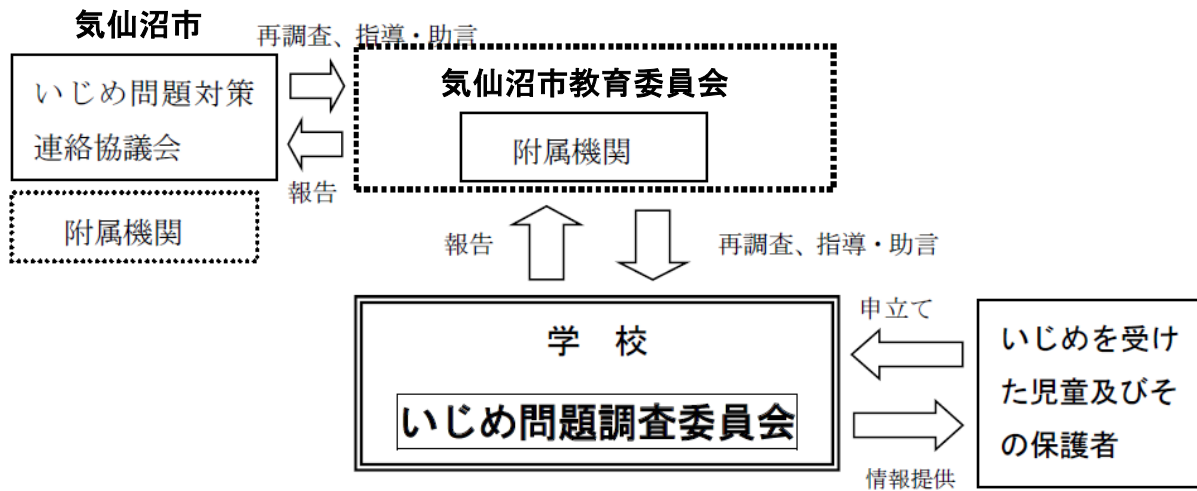 気仙沼市
いじめ問題対策
連絡協議会
附属機関
再調査、指導・助言
報告
気仙沼市教育委員会
附属機関
報告
再調査、指導・助言
学 校
いじめ問題調査委員会
申立て
情報提供
いじめを受け
た児童及びそ
の保護者